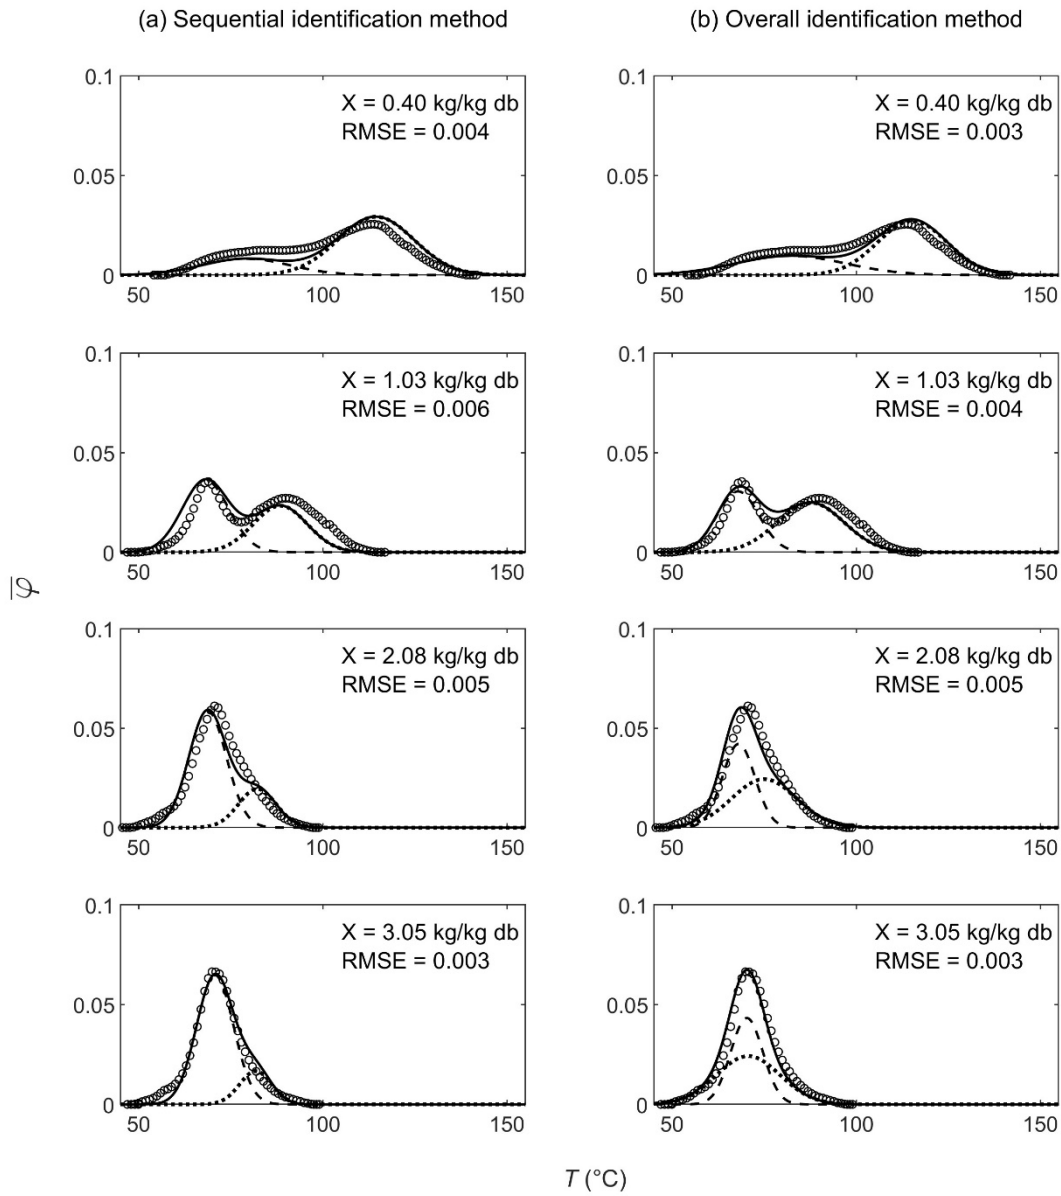 (a) Sequential identification method
(b) Overall identification method
0.1
0.05
0
50
100
150
X = 0.40 kg/kg db
RMSE = 0.004
0.1
0.05
0
50
100
150
X = 0.40 kg/kg db
RMSE = 0.003
0.1
0.05
0
50
100
150
X = 1.03 kg/kg db
RMSE = 0.006
0.1
0.05
0
50
100
150
X = 1.03 kg/kg db
RMSE = 0.004
0.1
0.05
0
50
100
150
X = 2.08 kg/kg db
RMSE = 0.005
0.1
0.05
0
50
100
150
X = 2.08 kg/kg db
RMSE = 0.005
0.1
0.05
0
50
100
150
X = 3.05 kg/kg db
RMSE = 0.003
0.1
0.05
0
50
100
150
X = 3.05 kg/kg db
RMSE = 0.003
φ̅
T (°C)